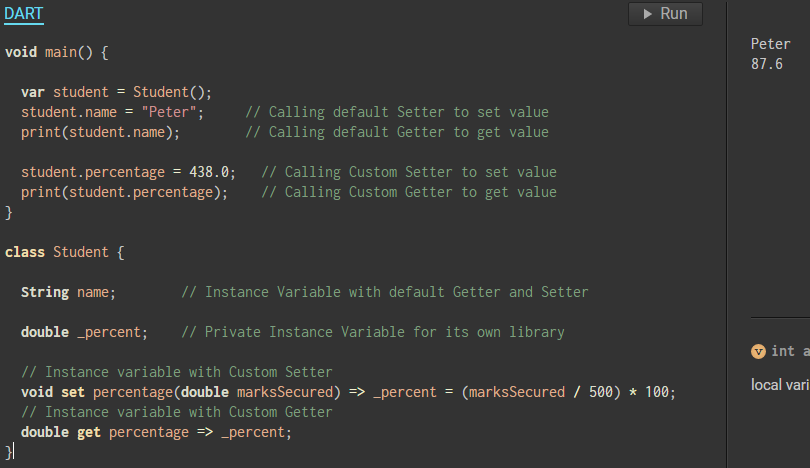 DART
Run
void main() {
var student = Student();
student.name = "Peter"; // Calling default Setter to set value
print(student.name); // Calling default Getter to get value
student.percentage = 438.0; // Calling Custom Setter to set value
print(student.percentage); // Calling Custom Getter to get value
}
class Student {
String name; // Instance Variable with default Getter and Setter
double _percent; // Private Instance Variable for its own library
// Instance variable with Custom Setter
void set percentage(double marksSecured) => _percent = (marksSecured / 500) * 100;
// Instance variable with Custom Getter
double get percentage => _percent;
}
Peter
87.6
v int a
local vari